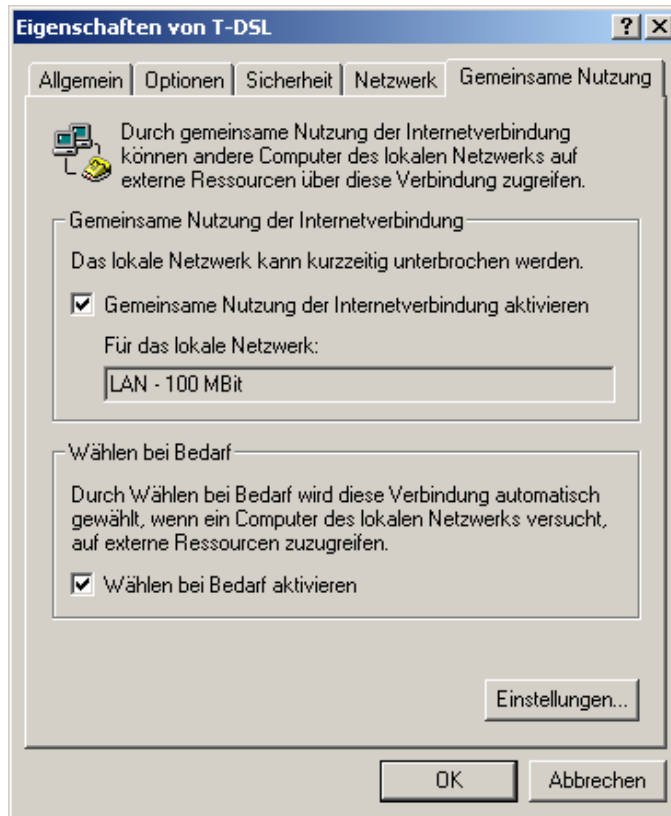 Eigenschaften von T-DSL
Allgemein Optionen Sicherheit Netzwerk Gemeinsame Nutzung
Durch gemeinsame Nutzung der Internetverbindung
können andere Computer des lokalen Netzwerks auf
externe Ressourcen über diese Verbindung zugreifen.
Gemeinsame Nutzung der Internetverbindung
Das lokale Netzwerk kann kurzzeitig unterbrochen werden.
Gemeinsame Nutzung der Internetverbindung aktivieren
Für das lokale Netzwerk:
LAN - 100 MBit
Wählen bei Bedarf
Durch Wählen bei Bedarf wird diese Verbindung automatisch
gewählt, wenn ein Computer des lokalen Netzwerks versucht,
auf externe Ressourcen zuzugreifen.
Wählen bei Bedarf aktivieren
Einstellungen...
OK Abbrechen